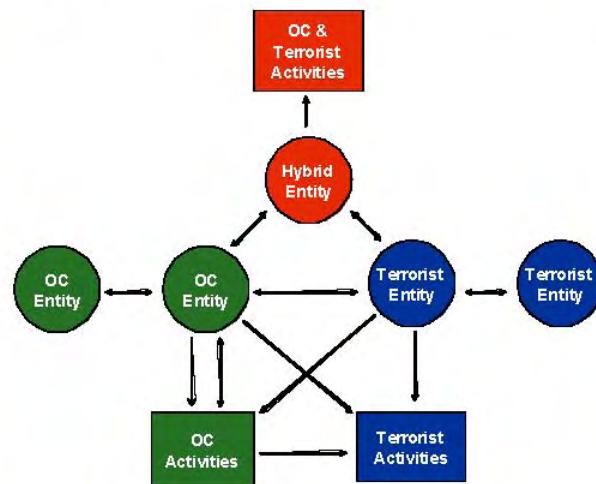 OC &
Terrorist
Activities
Hybrid
Entity
OC
Entity
OC
Entity
Terrorist
Entity
Terrorist
Entity
OC
Activities
Terrorist
Activities